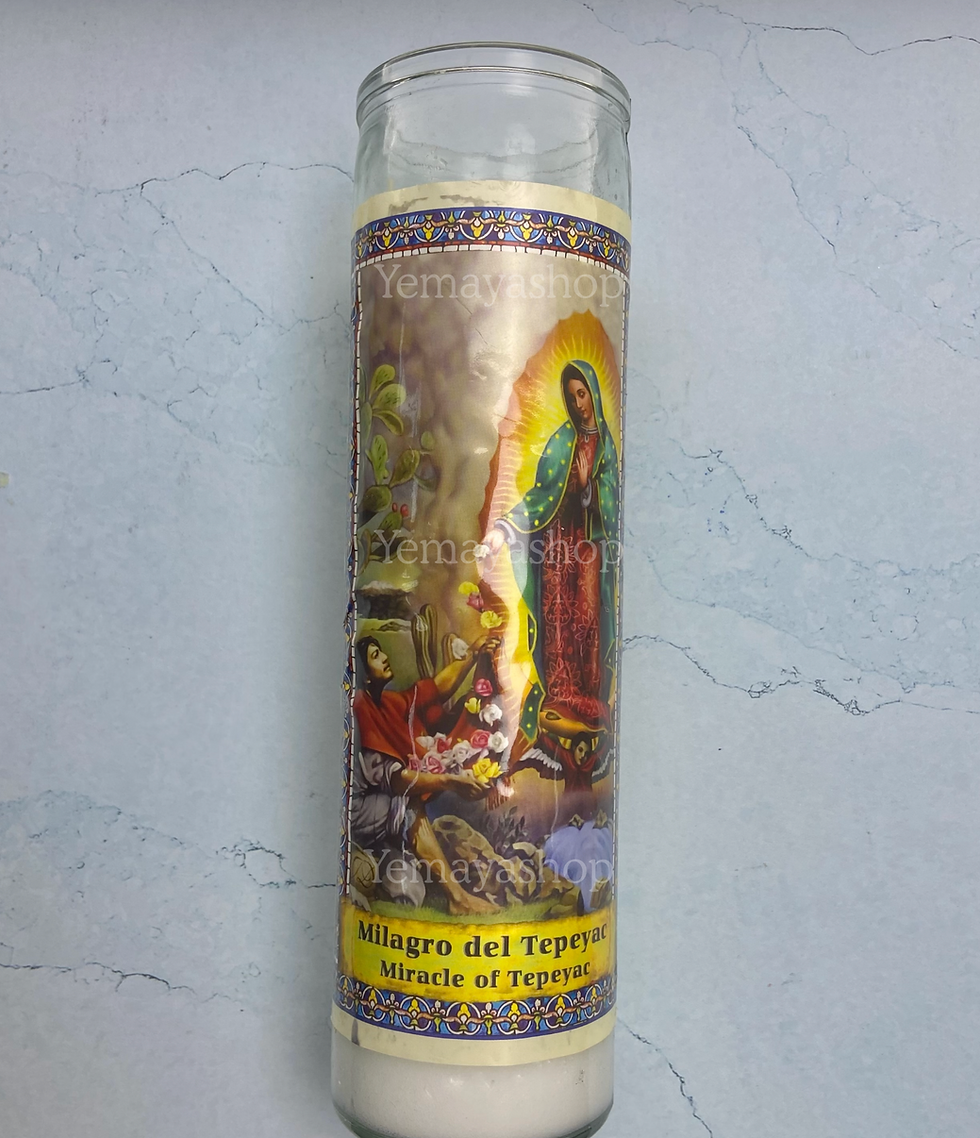 Yemayashop
Yemayashop
Yemayashop
Milagro del Tepeyac
Miracle of Tepeyac